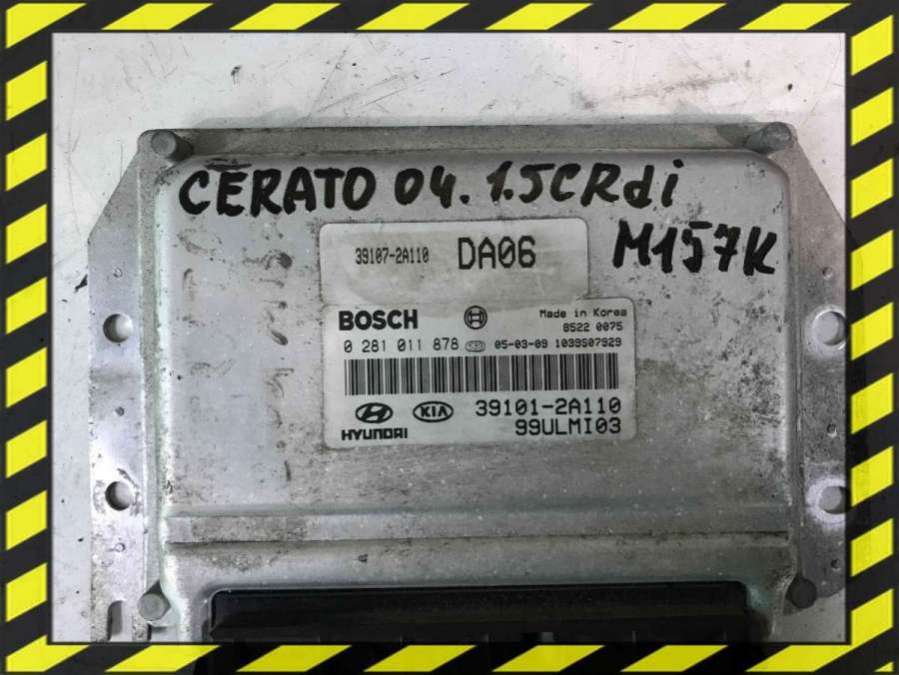 CERATO 04. 1.5CRdi
M157K
39107-2A110 DA06
BOSCH Made in Korea
8522 0075
0 281 011 878 05-03-09 1039S07929
HYUNDAI KIA 39101-2A110
99ULMI03